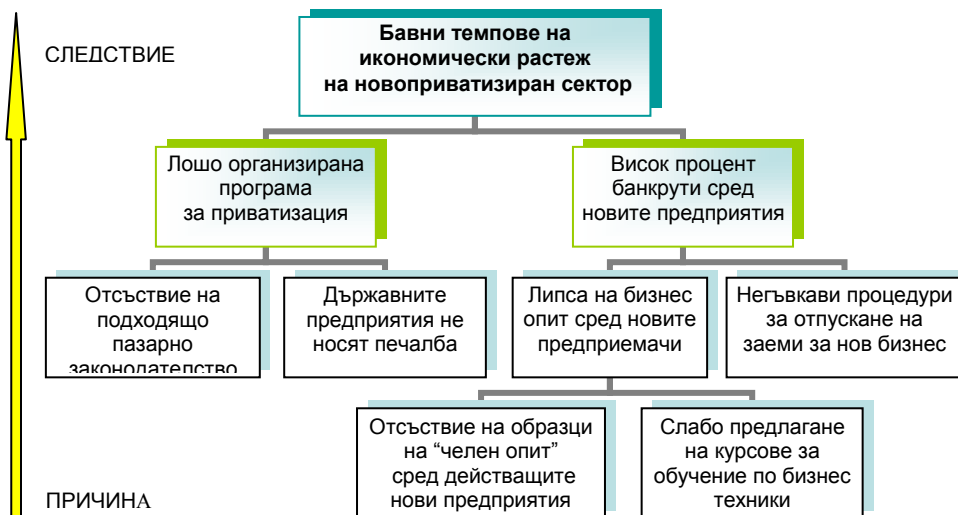 СЛЕДСТВИЕ
Бавни темпове на
икономически растеж
на новоприватизиран сектор
Лошо организирана
програма
за приватизация
Висок процент
банкрути сред
новите предприятия
Отсъствие на
подходящо
пазарно
законодателство
Държавните
предприятия не
носят печалба
Липса на бизнес
опит сред новите
предприемачи
Негъвкави процедури
за отпускане на
заеми за нов бизнес
Отсъствие на образци
на “челен опит”
сред действащите
нови предприятия
Слабо предлагане
на курсове за
обучение по бизнес
техники
ПРИЧИНА